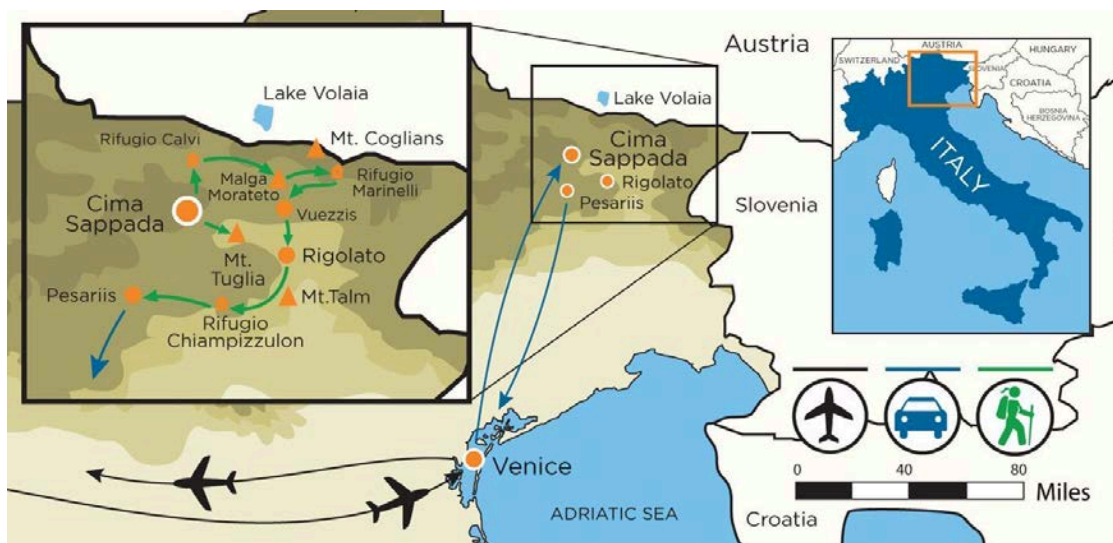 Austria
Lake Volaia
Mt. Coglians
Rifugio Calvi
Malga
Morateto
Rifugio
Marinelli
Cima
Sappada
Vuezzis
Mt.
Tuglia
Rigolato
Pesariis
Mt.Talm
Rifugio
Chiampizzulon
Lake Volaia
Cima
Sappada
Rigolato
Pesariis
Slovenia
AUSTRIA
HUNGARY
SWITZERLAND
SLOVENIA
CROATIA
BOSNIA
HERZEGOVINA
ITALY
Venice
0 40 80
Miles
ADRIATIC SEA
Croatia